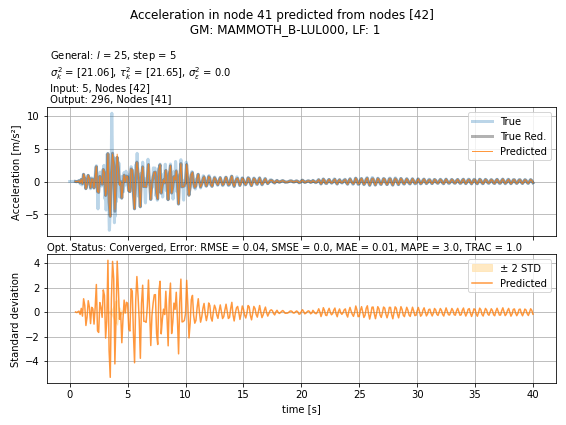 Acceleration in node 41 predicted from nodes [42]
GM: MAMMOTH_B-LUL000, LF: 1
General: l = 25, step = 5
σ²ₖ = [21.06], τ²ₖ = [21.65], σ²ε = 0.0
Input: 5, Nodes [42]
Output: 296, Nodes [41]
Acceleration [m/s²]
10
5
0
−5
True
True Red.
Predicted
Opt. Status: Converged, Error: RMSE = 0.04, SMSE = 0.0, MAE = 0.01, MAPE = 3.0, TRAC = 1.0
Standard deviation
4
2
0
−2
−4
± 2 STD
Predicted
0 5 10 15 20 25 30 35 40
time [s]